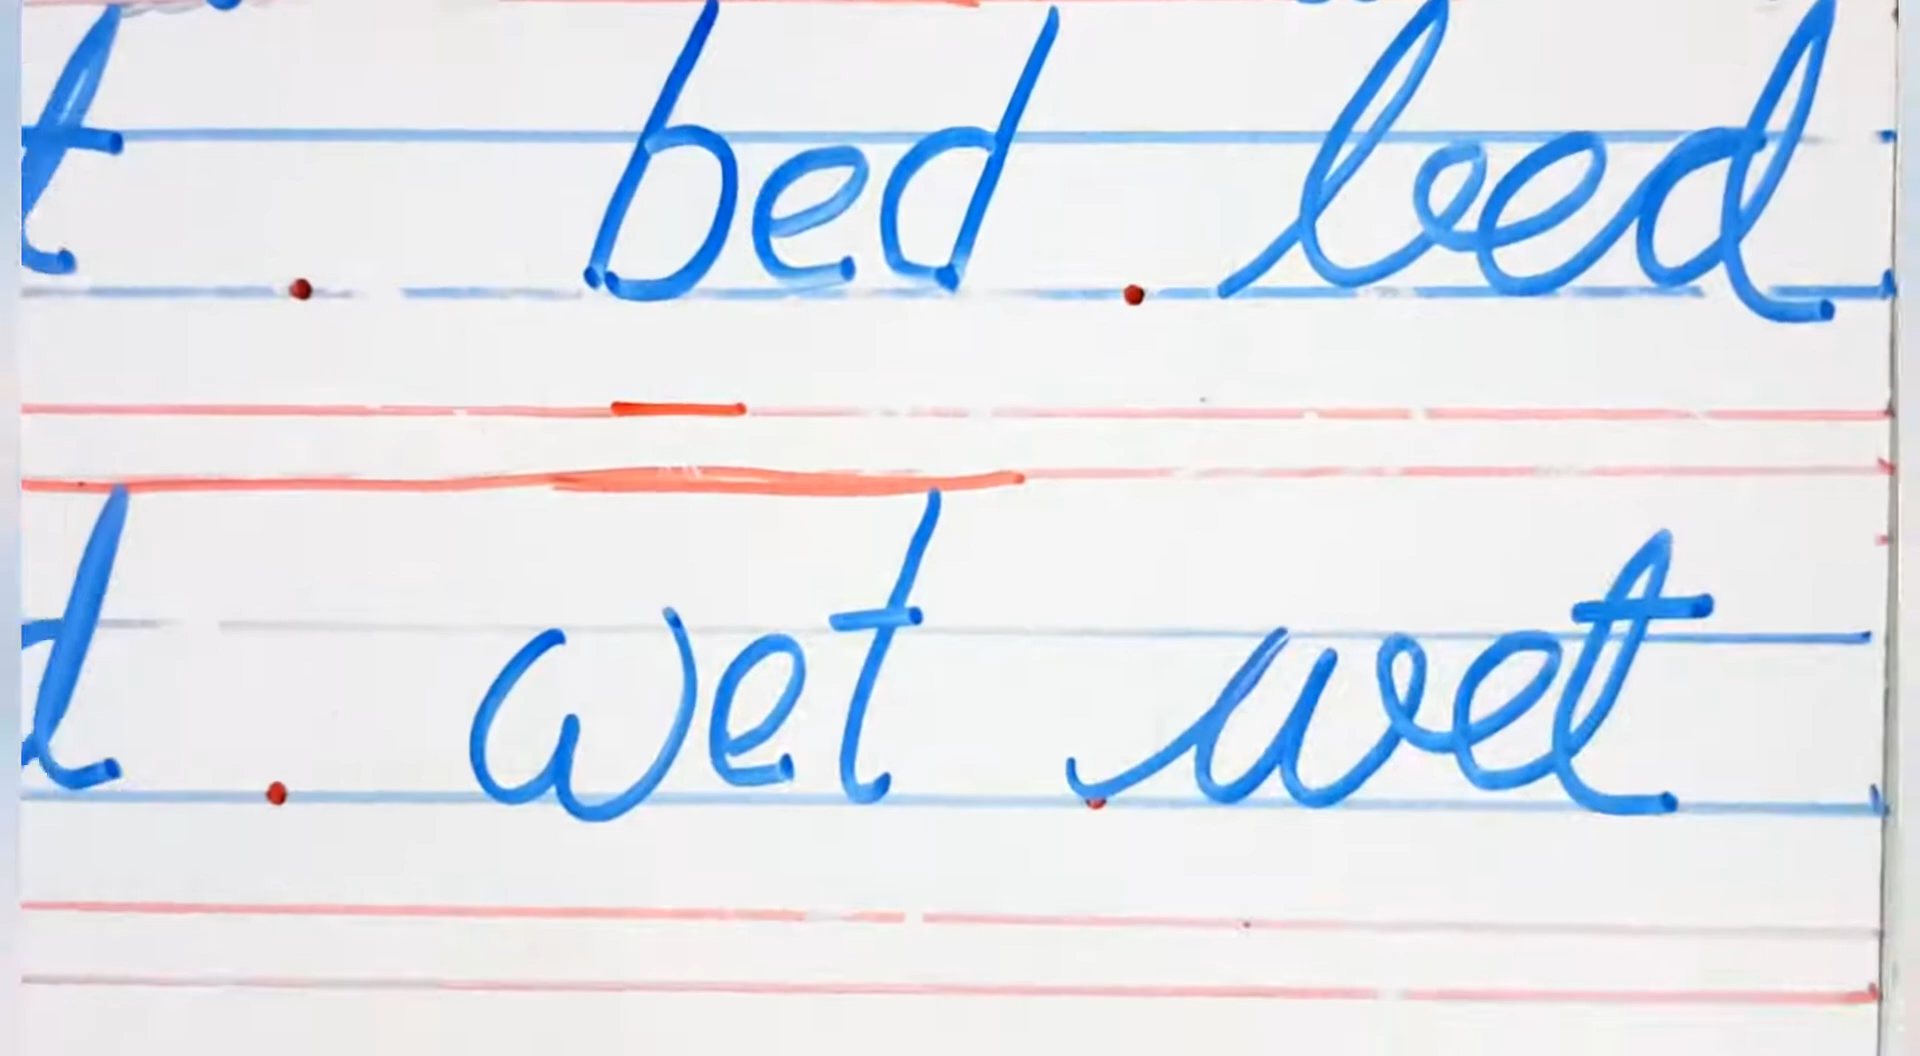 t . bed . bed
d . wet . wet